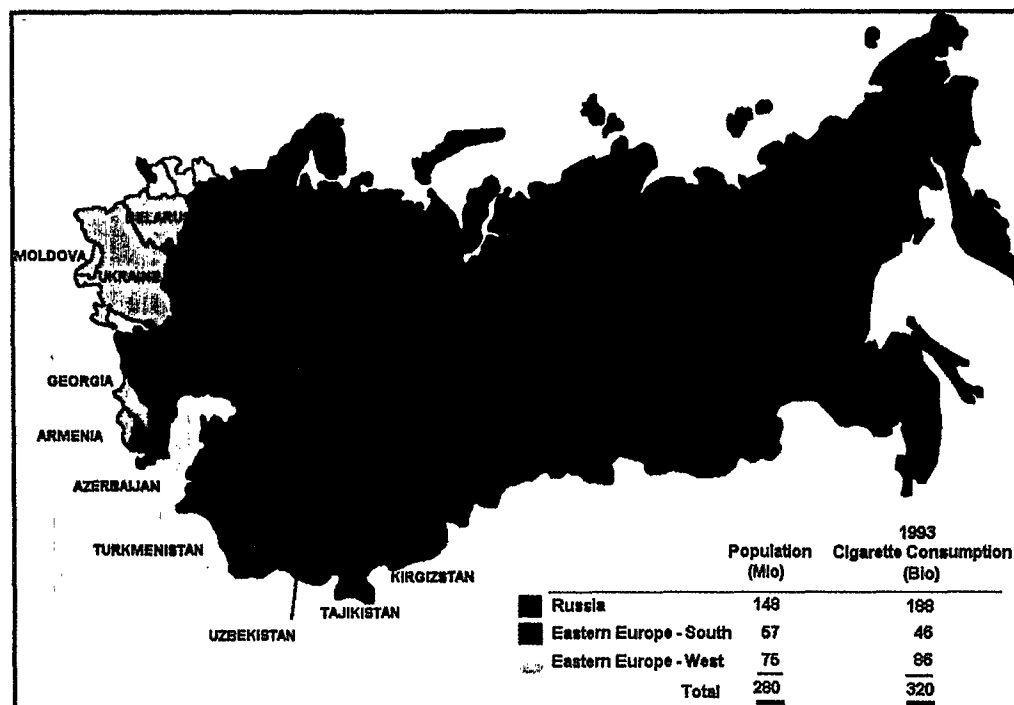 BELARUS
MOLDOVA
UKRAINE
GEORGIA
ARMENIA
AZERBAIJAN
TURKMENISTAN
KIRGIZSTAN
TAJIKISTAN
UZBEKISTAN
1993
Population Cigarette Consumption
(Mio) (Bio)
Russia 148 188
Eastern Europe - South 57 46
Eastern Europe - West 75 86
Total 280 320